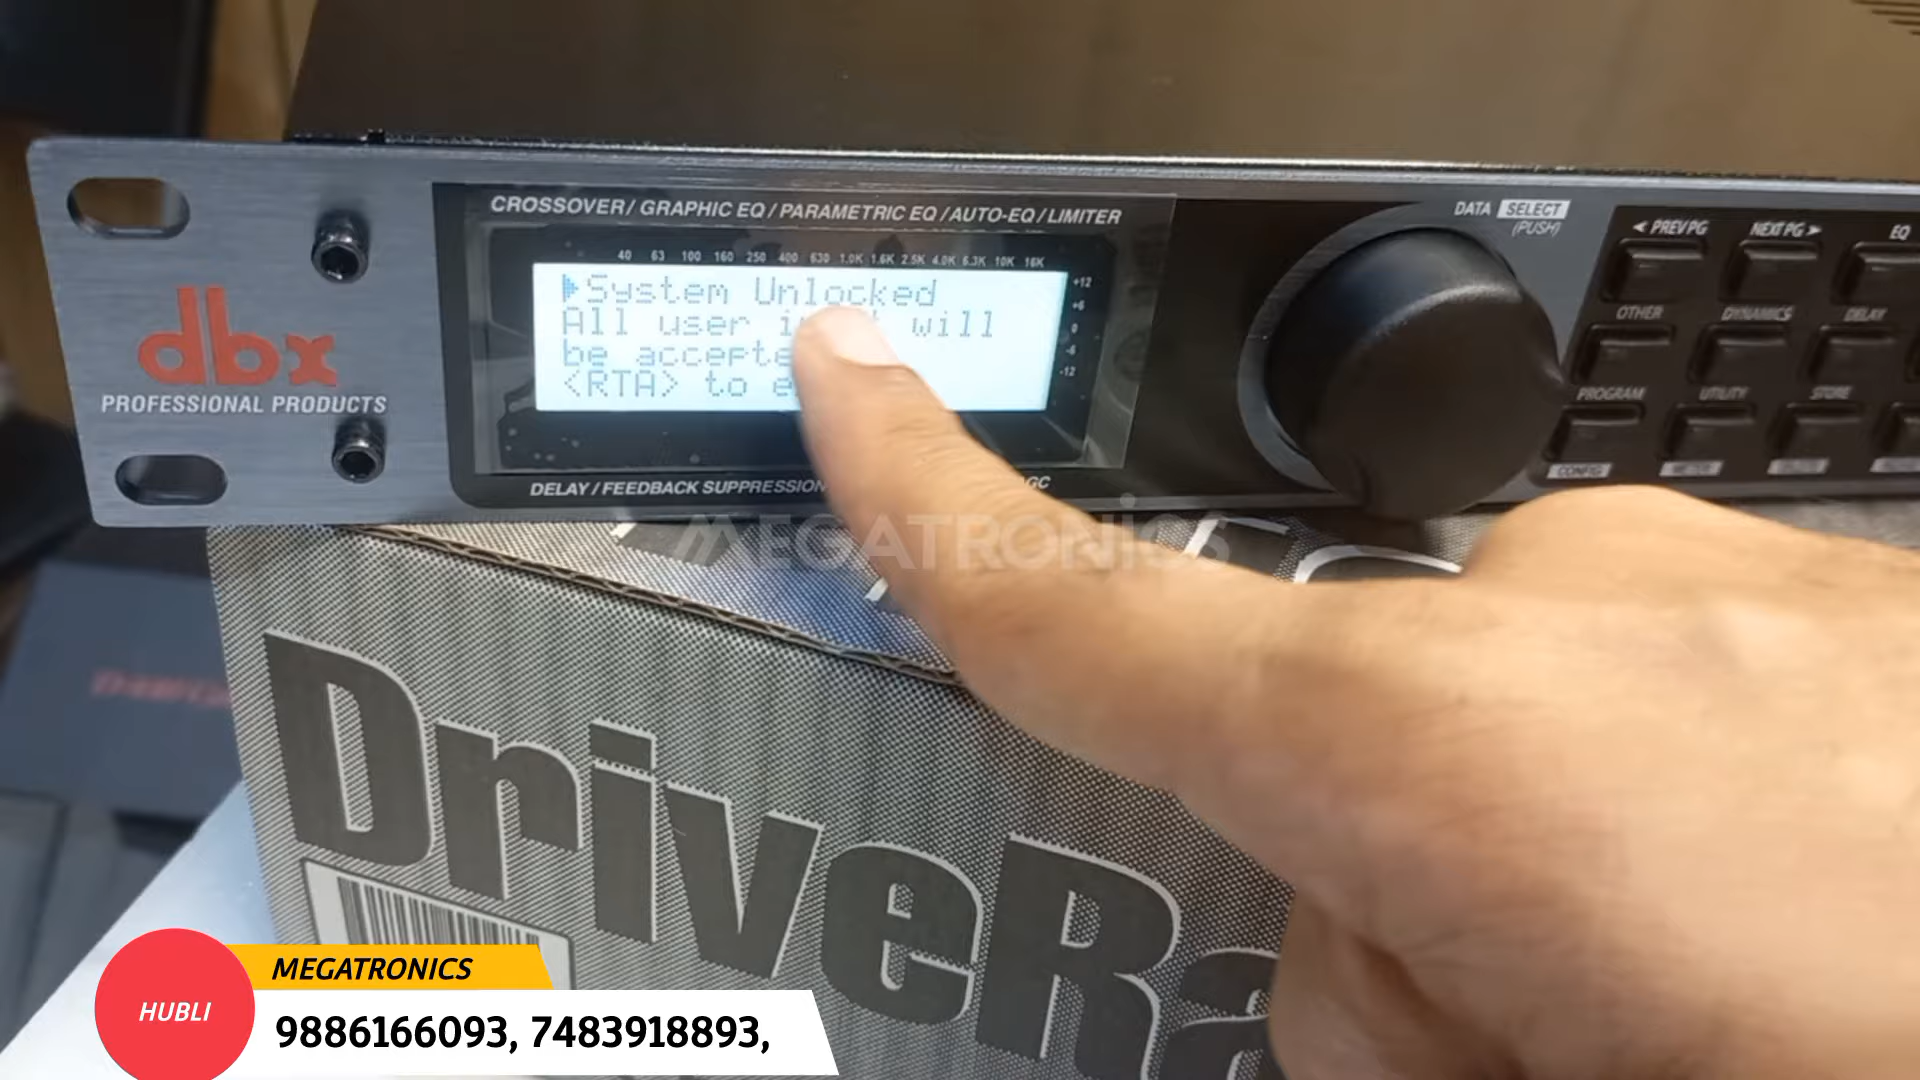 CROSSOVER / GRAPHIC EQ / PARAMETRIC EQ / AUTO-EQ / LIMITER
DATA SELECT
(PUSH)
◄ PREV PG NEXT PG ► EQ
40 63 100 160 250 400 630 1.0K 1.6K 2.5K 4.0K 6.3K 10K 16K
+12
+6
0
-6
-12
▶System Unlocked
All user will
be
<RTA> to
OTHER DYNAMICS DELAY
PROGRAM UTILITY STORE
CONFIG METER
dbx
PROFESSIONAL PRODUCTS
DELAY / FEEDBACK SUPPRESSION
MEGATRONICS
DriveRa
MEGATRONICS
HUBLI
9886166093, 7483918893,